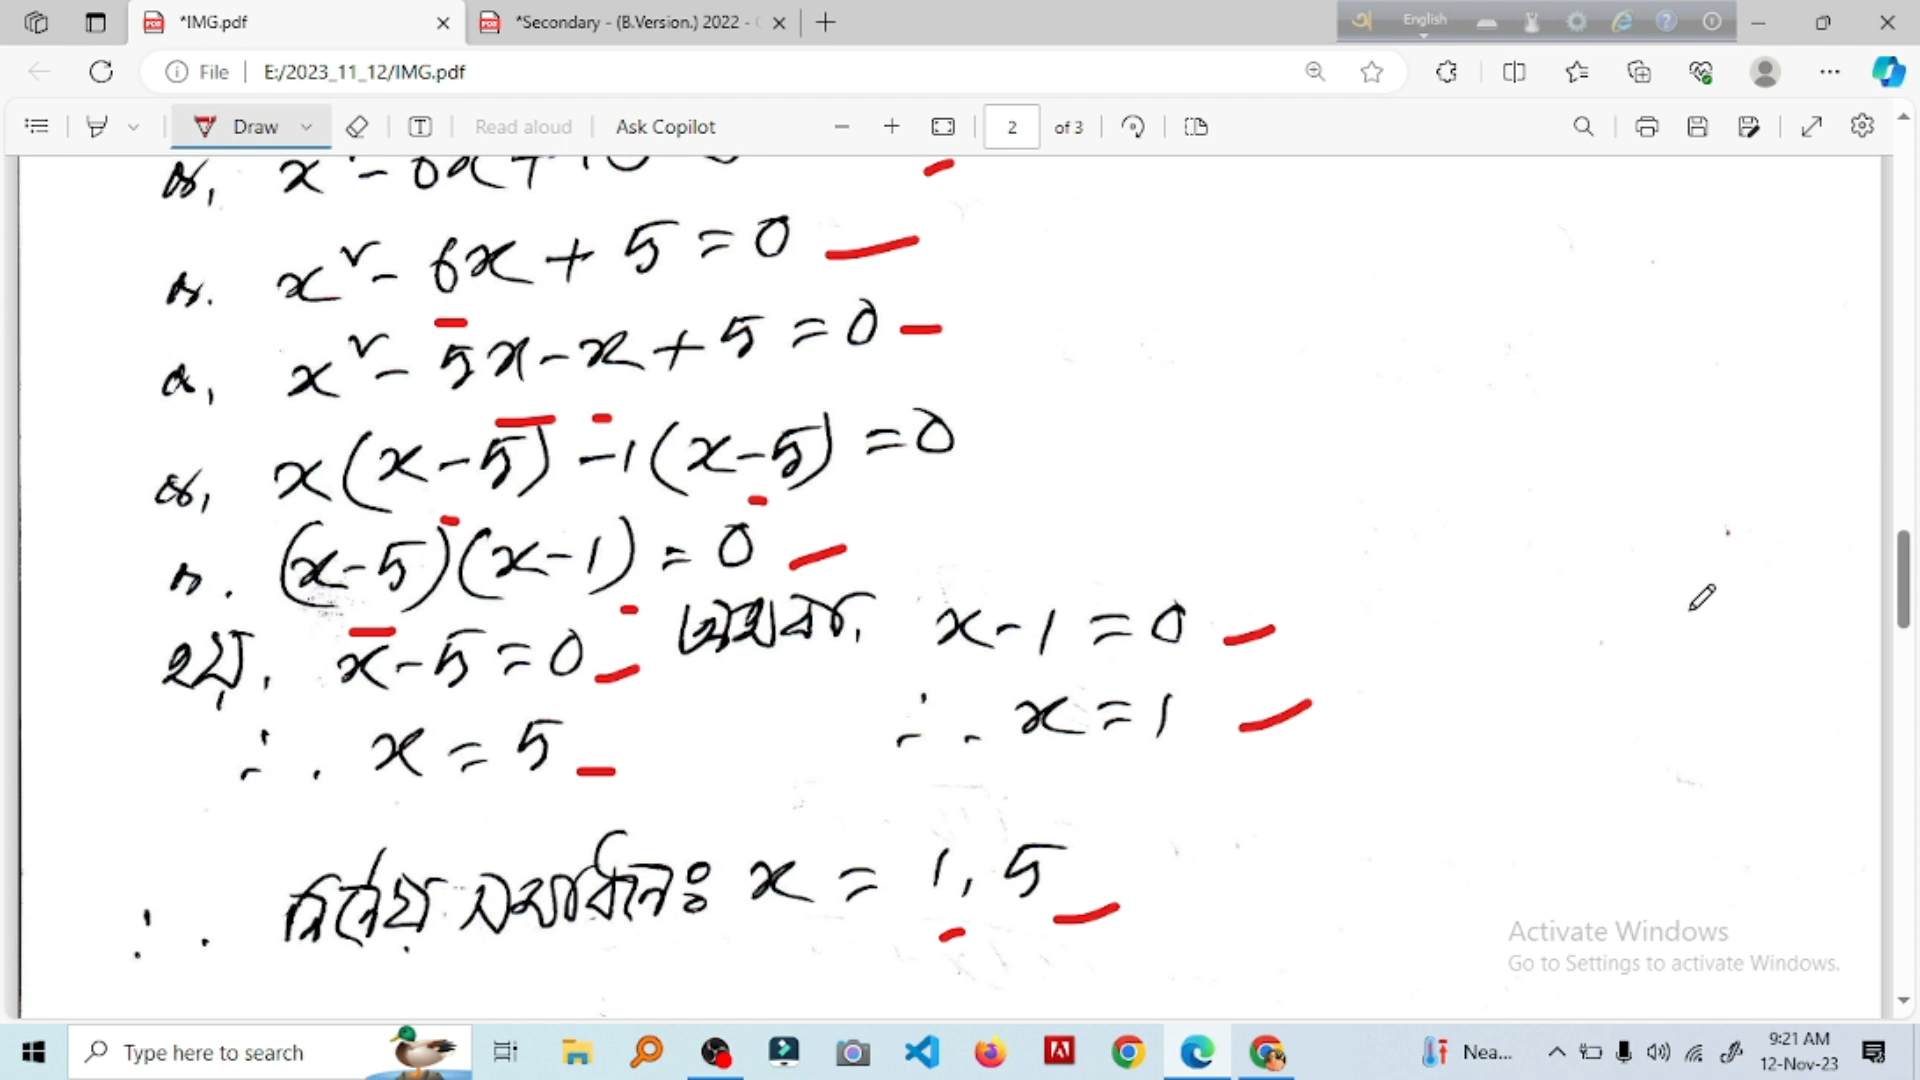 *IMG.pdf
*Secondary - (B.Version.) 2022 -
English
File E:/2023_11_12/IMG.pdf
Draw Read aloud Ask Copilot 2 of 3
বা, x² - 6x + 5 = 0
বা, x² - 5x - x + 5 = 0
বা, x(x-5) -1(x-5) = 0
বা, (x-5)(x-1) = 0
হয়, x-5 = 0 অথবা, x-1 = 0
∴ x = 5 ∴ x = 1
∴ নির্ণেয় সমাধান: x = 1, 5
Activate Windows
Go to Settings to activate Windows.
Type here to search
Nea...
9:21 AM
12-Nov-23